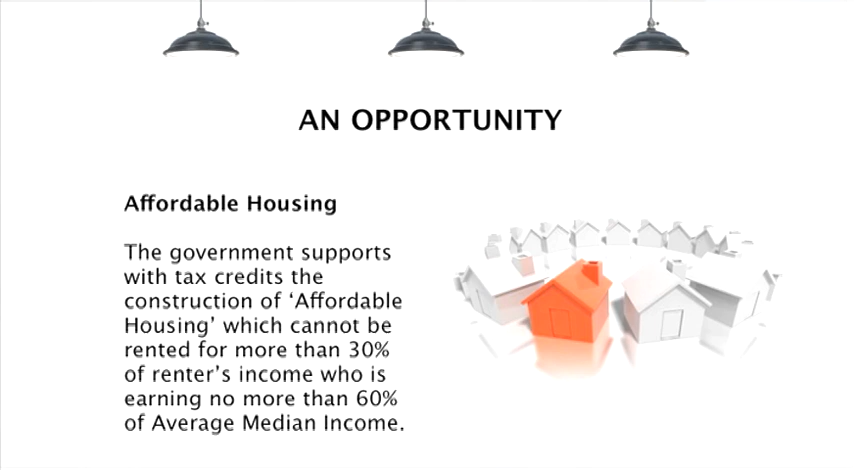 AN OPPORTUNITY
Affordable Housing
The government supports
with tax credits the
construction of ‘Affordable
Housing’ which cannot be
rented for more than 30%
of renter’s income who is
earning no more than 60%
of Average Median Income.